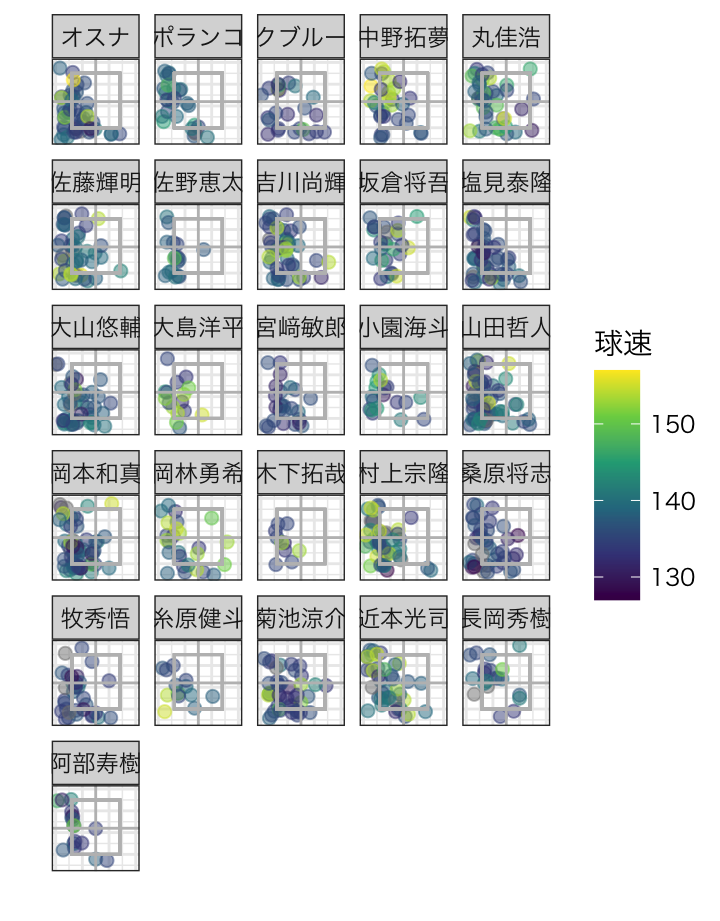 オスナ
ポランコ
クブルー
中野拓夢
丸佳浩
佐藤輝明
佐野恵太
吉川尚輝
坂倉将吾
塩見泰隆
大山悠輔
大島洋平
宮﨑敏郎
小園海斗
山田哲人
岡本和真
岡林勇希
木下拓哉
村上宗隆
桑原将志
牧秀悟
糸原健斗
菊池涼介
近本光司
長岡秀樹
阿部寿樹
球速
150
140
130